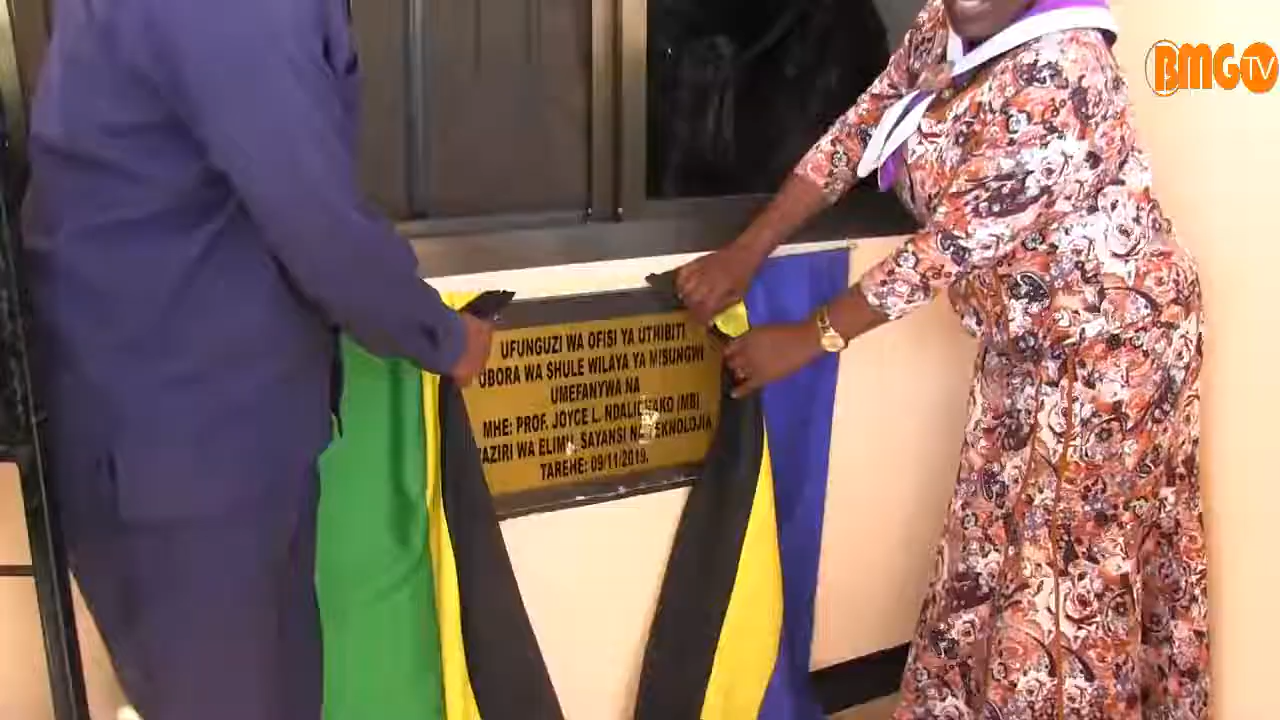 BMG TV
UFUNGUZI WA OFISI YA UTHIBITI
UBORA WA SHULE WILAYA YA MISUNGWI
UMEFANYWA NA
MHE: PROF. JOYCE L. NDALICHAKO (MB)
WAZIRI WA ELIMU, SAYANSI NA TEKNOLOJIA
TAREHE: 09/11/2019.